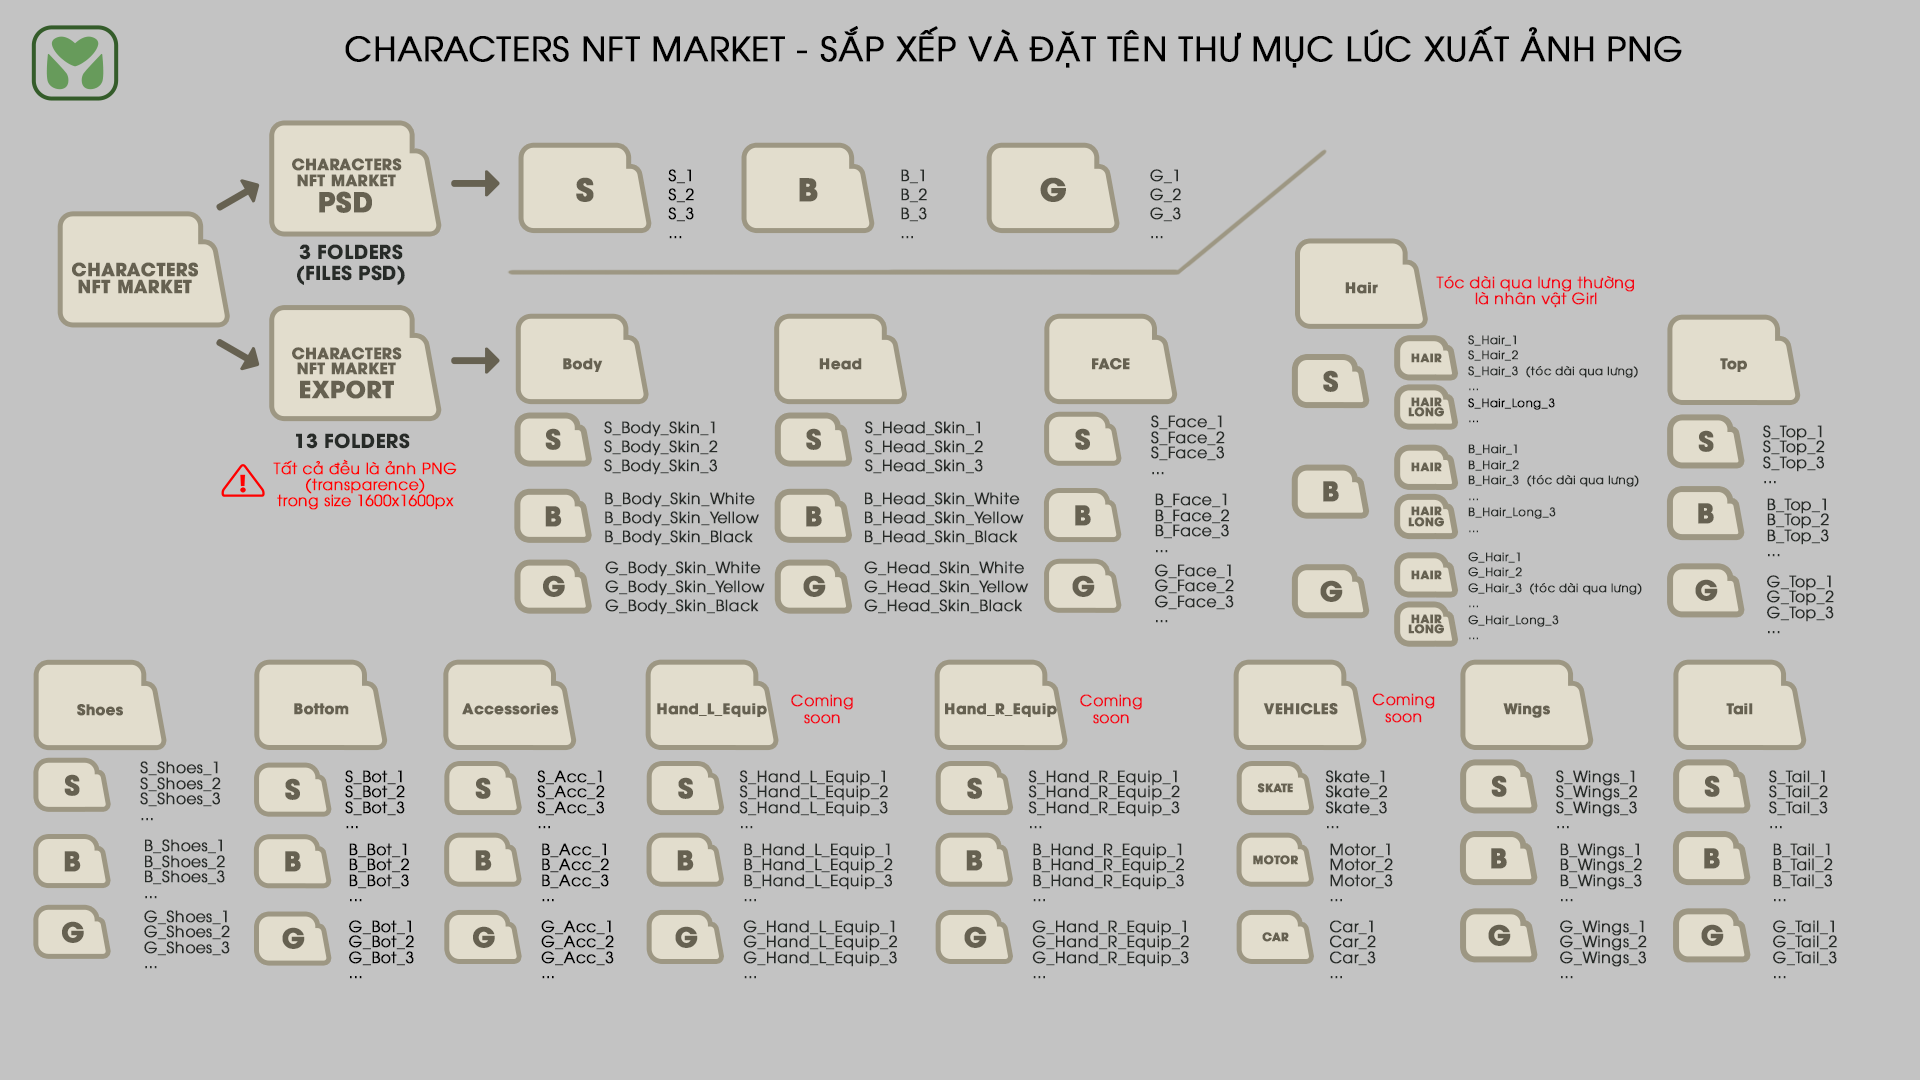 CHARACTERS NFT MARKET - SẮP XẾP VÀ ĐẶT TÊN THƯ MỤC LÚC XUẤT ẢNH PNG
CHARACTERS
NFT MARKET
CHARACTERS
NFT MARKET
PSD
3 FOLDERS
(FILES PSD)
S
S_1
S_2
S_3
...
B
B_1
B_2
B_3
...
G
G_1
G_2
G_3
...
CHARACTERS
NFT MARKET
EXPORT
13 FOLDERS
Tất cả đều là ảnh PNG
(transparence)
trong size 1600x1600px
Body
S
S_Body_Skin_1
S_Body_Skin_2
S_Body_Skin_3
B
B_Body_Skin_White
B_Body_Skin_Yellow
B_Body_Skin_Black
G
G_Body_Skin_White
G_Body_Skin_Yellow
G_Body_Skin_Black
Head
S
S_Head_Skin_1
S_Head_Skin_2
S_Head_Skin_3
B
B_Head_Skin_White
B_Head_Skin_Yellow
B_Head_Skin_Black
G
G_Head_Skin_White
G_Head_Skin_Yellow
G_Head_Skin_Black
FACE
S
S_Face_1
S_Face_2
S_Face_3
...
B
B_Face_1
B_Face_2
B_Face_3
...
G
G_Face_1
G_Face_2
G_Face_3
...
Hair
Tóc dài qua lưng thường
là nhân vật Girl
S
HAIR
S_Hair_1
S_Hair_2
S_Hair_3 (tóc dài qua lưng)
...
HAIR
LONG
S_Hair_Long_3
...
B
HAIR
B_Hair_1
B_Hair_2
B_Hair_3 (tóc dài qua lưng)
...
HAIR
LONG
B_Hair_Long_3
...
G
HAIR
G_Hair_1
G_Hair_2
G_Hair_3 (tóc dài qua lưng)
...
HAIR
LONG
G_Hair_Long_3
...
Top
S
S_Top_1
S_Top_2
S_Top_3
...
B
B_Top_1
B_Top_2
B_Top_3
...
G
G_Top_1
G_Top_2
G_Top_3
...
Shoes
S
S_Shoes_1
S_Shoes_2
S_Shoes_3
...
B
B_Shoes_1
B_Shoes_2
B_Shoes_3
...
G
G_Shoes_1
G_Shoes_2
G_Shoes_3
...
Bottom
S
S_Bot_1
S_Bot_2
S_Bot_3
...
B
B_Bot_1
B_Bot_2
B_Bot_3
...
G
G_Bot_1
G_Bot_2
G_Bot_3
...
Accessories
S
S_Acc_1
S_Acc_2
S_Acc_3
...
B
B_Acc_1
B_Acc_2
B_Acc_3
...
G
G_Acc_1
G_Acc_2
G_Acc_3
...
Hand_L_Equip
Coming
soon
S
S_Hand_L_Equip_1
S_Hand_L_Equip_2
S_Hand_L_Equip_3
...
B
B_Hand_L_Equip_1
B_Hand_L_Equip_2
B_Hand_L_Equip_3
...
G
G_Hand_L_Equip_1
G_Hand_L_Equip_2
G_Hand_L_Equip_3
...
Hand_R_Equip
Coming
soon
S
S_Hand_R_Equip_1
S_Hand_R_Equip_2
S_Hand_R_Equip_3
...
B
B_Hand_R_Equip_1
B_Hand_R_Equip_2
B_Hand_R_Equip_3
...
G
G_Hand_R_Equip_1
G_Hand_R_Equip_2
G_Hand_R_Equip_3
...
VEHICLES
Coming
soon
SKATE
Skate_1
Skate_2
Skate_3
...
MOTOR
Motor_1
Motor_2
Motor_3
...
CAR
Car_1
Car_2
Car_3
...
Wings
S
S_Wings_1
S_Wings_2
S_Wings_3
...
B
B_Wings_1
B_Wings_2
B_Wings_3
...
G
G_Wings_1
G_Wings_2
G_Wings_3
...
Tail
S
S_Tail_1
S_Tail_2
S_Tail_3
...
B
B_Tail_1
B_Tail_2
B_Tail_3
...
G
G_Tail_1
G_Tail_2
G_Tail_3
...